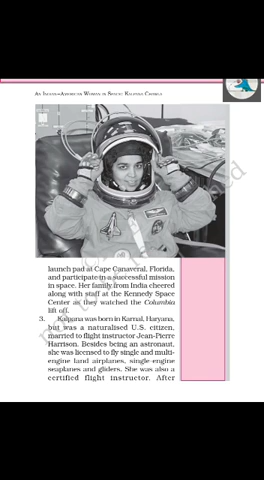 AN INDIAN-AMERICAN WOMAN IN SPACE: KALPANA CHAWLA
launch pad at Cape Canaveral, Florida,
and participate in a successful mission
in space. Her family from India cheered
along with staff at the Kennedy Space
Center as they watched the Columbia
lift off.
3. Kalpana was born in Karnal, Haryana,
but was a naturalised U.S. citizen,
married to flight instructor Jean-Pierre
Harrison. Besides being an astronaut,
she was licensed to fly single and multi-
engine land airplanes, single-engine
seaplanes and gliders. She was also a
certified flight instructor. After